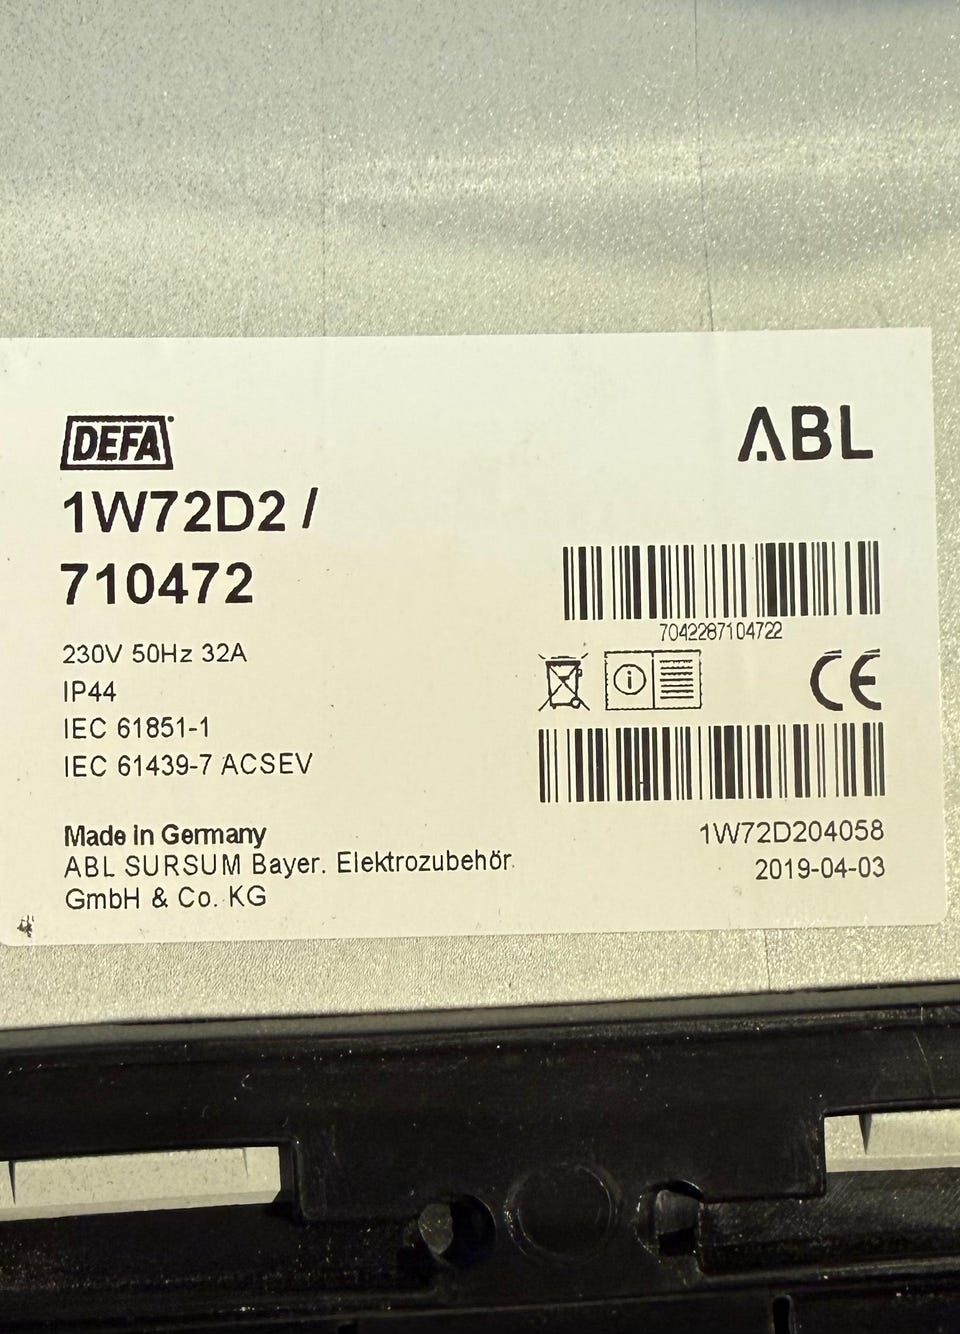 DEFA
ABL
1W72D2 /
710472
7042287104722
230V 50Hz 32A
IP44
IEC 61851-1
IEC 61439-7 ACSEV
CE
Made in Germany
ABL SURSUM Bayer. Elektrozubehör
GmbH & Co. KG
1W72D204058
2019-04-03